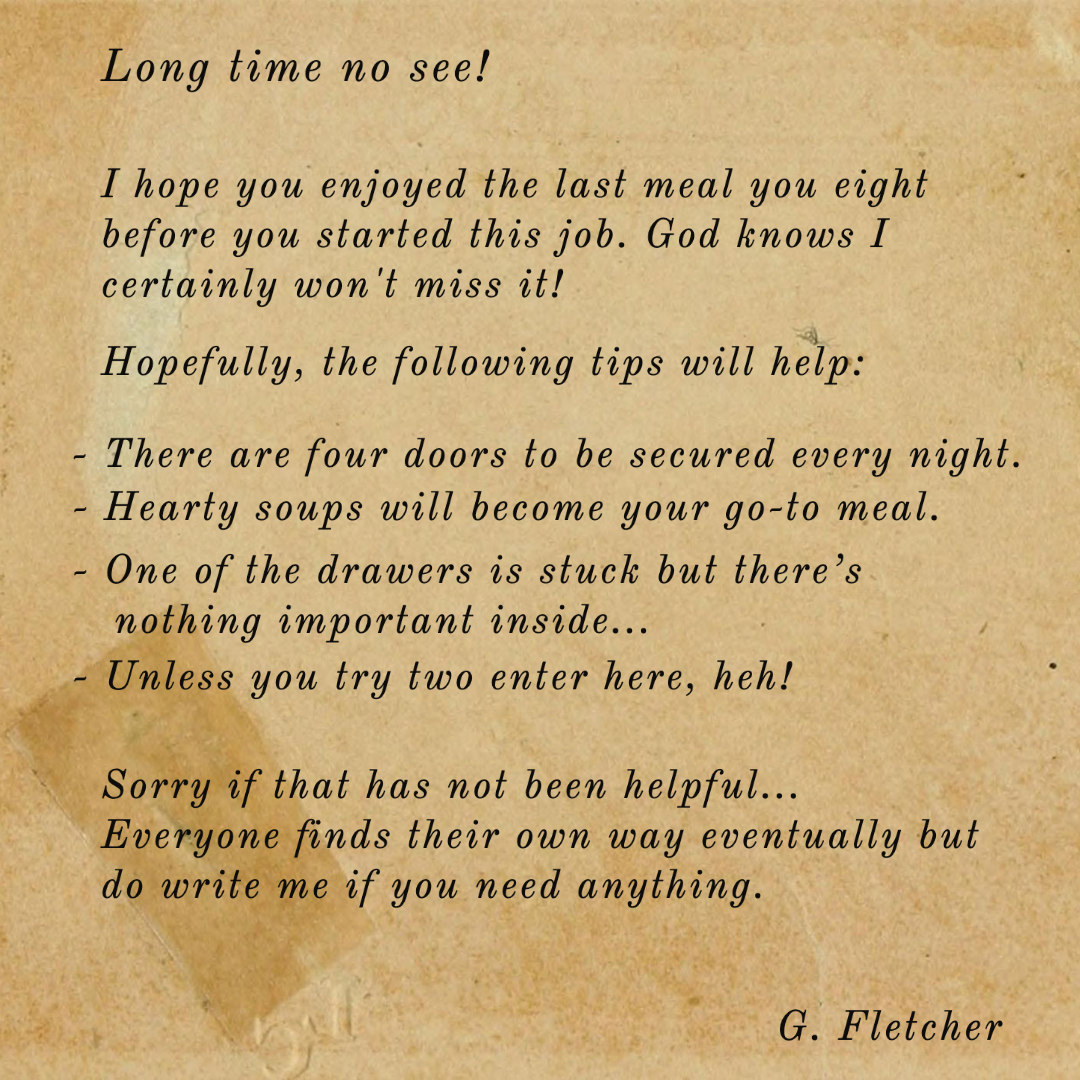 Long time no see!
I hope you enjoyed the last meal you eight
before you started this job. God knows I
certainly won't miss it!
Hopefully, the following tips will help:
- There are four doors to be secured every night.
- Hearty soups will become your go-to meal.
- One of the drawers is stuck but there’s
nothing important inside...
- Unless you try two enter here, heh!
Sorry if that has not been helpful...
Everyone finds their own way eventually but
do write me if you need anything.
G. Fletcher